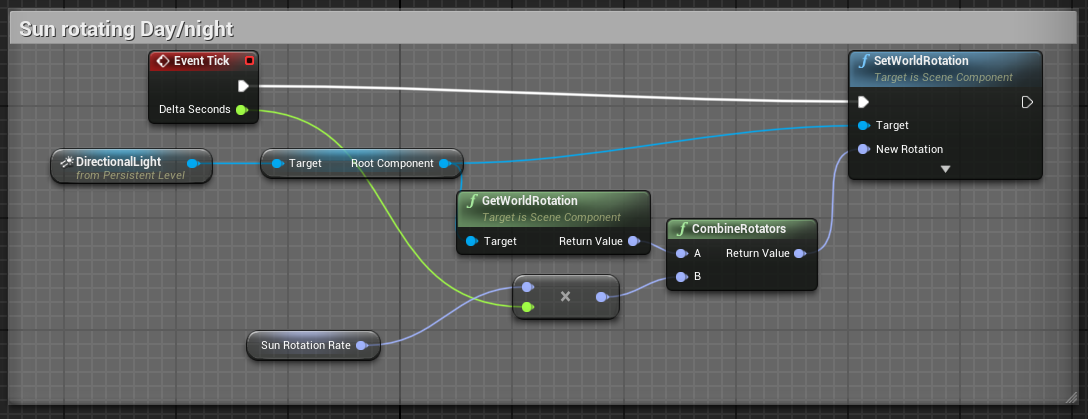 Sun rotating Day/night
Event Tick
Delta Seconds
DirectionalLight
from Persistent Level
Target Root Component
f GetWorldRotation
Target is Scene Component
Target Return Value
f CombineRotators
A Return Value
B
×
Sun Rotation Rate
f SetWorldRotation
Target is Scene Component
Target
New Rotation